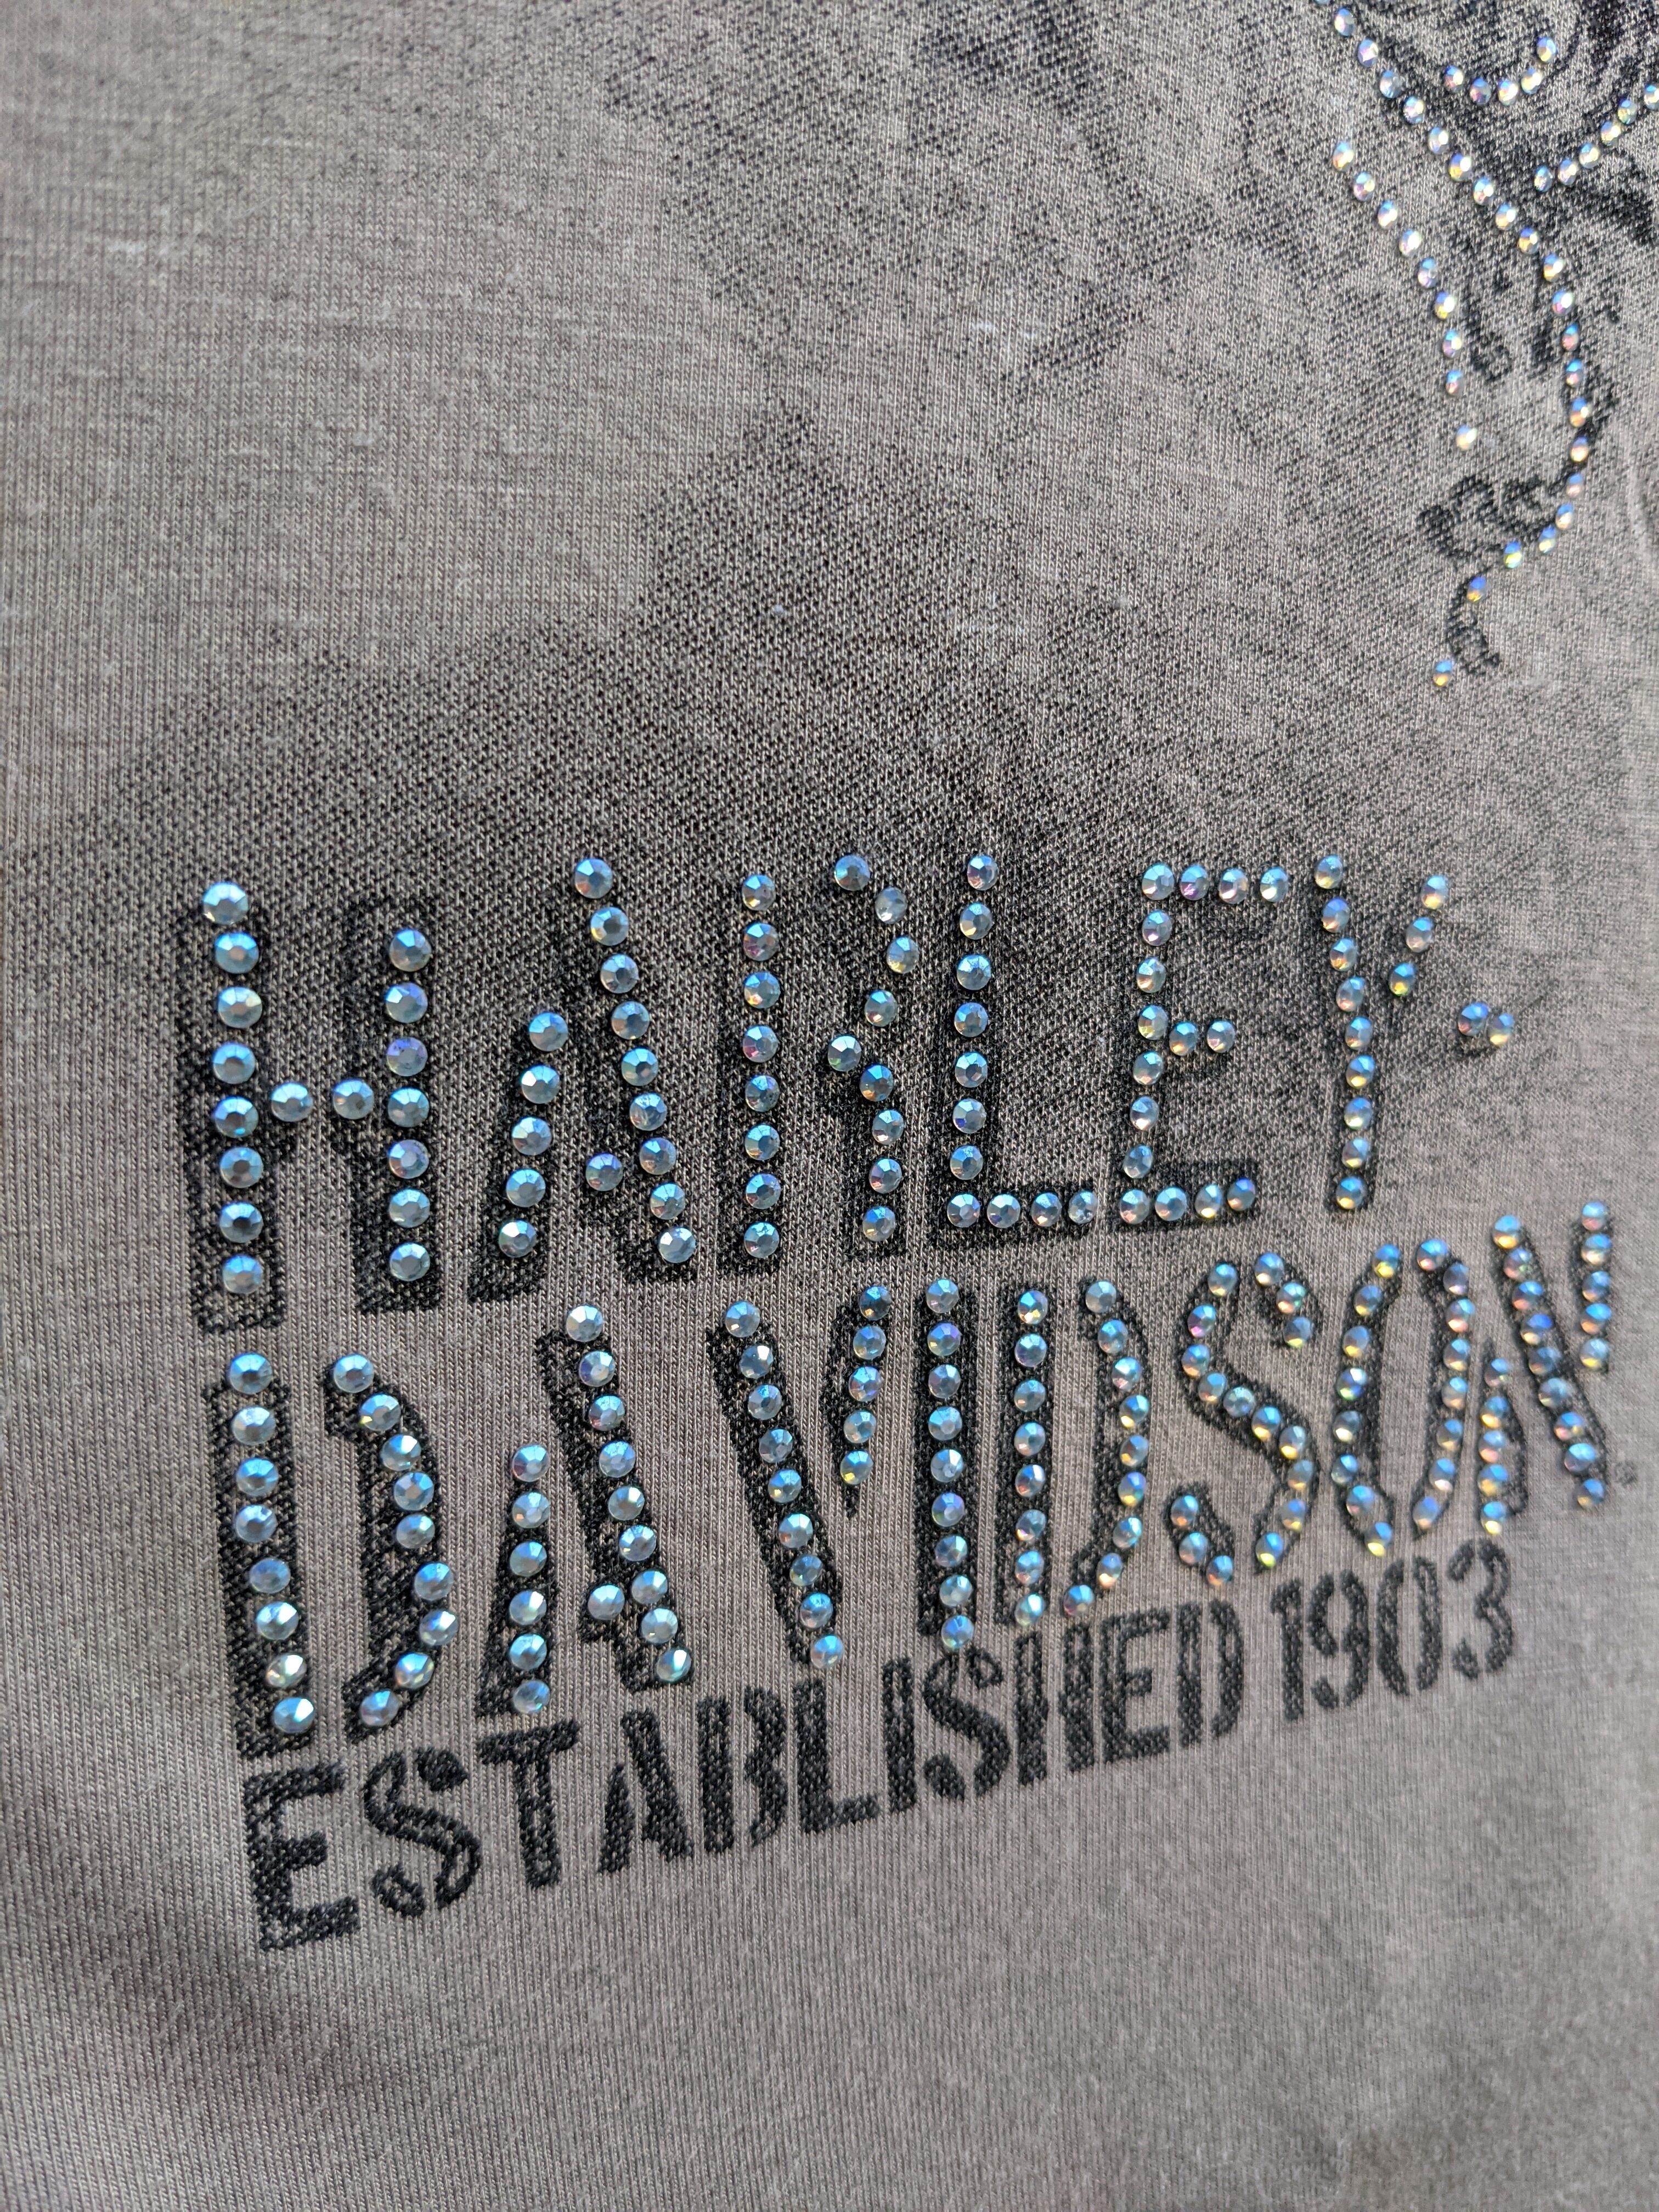 HARLEY-
DAVIDSON
ESTABLISHED 1903